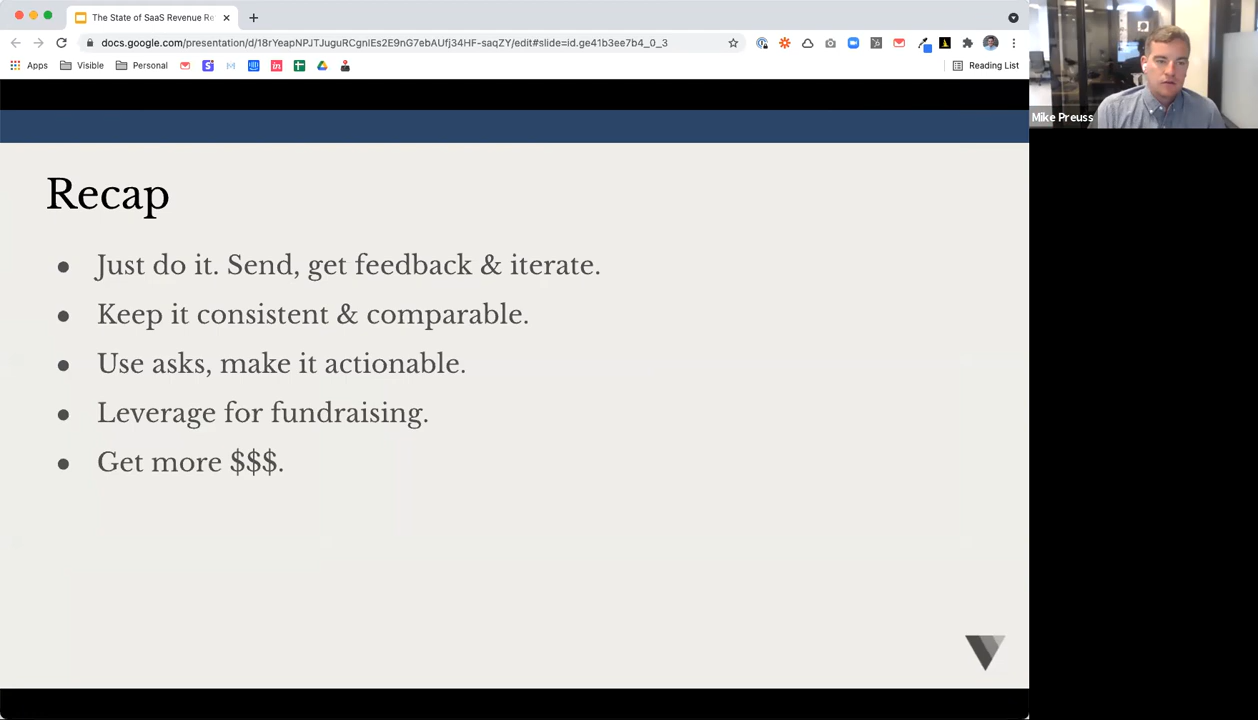 The State of SaaS Revenue Re
docs.google.com/presentation/d/18rYeapNPJTJuguRCgnIEs2E9nG7ebAUfj34HF-saqZY/edit#slide=id.ge41b3ee7b4_0_3
Apps Visible Personal Reading List
Mike Preuss
Recap
● Just do it. Send, get feedback & iterate.
● Keep it consistent & comparable.
● Use asks, make it actionable.
● Leverage for fundraising.
● Get more $$$.